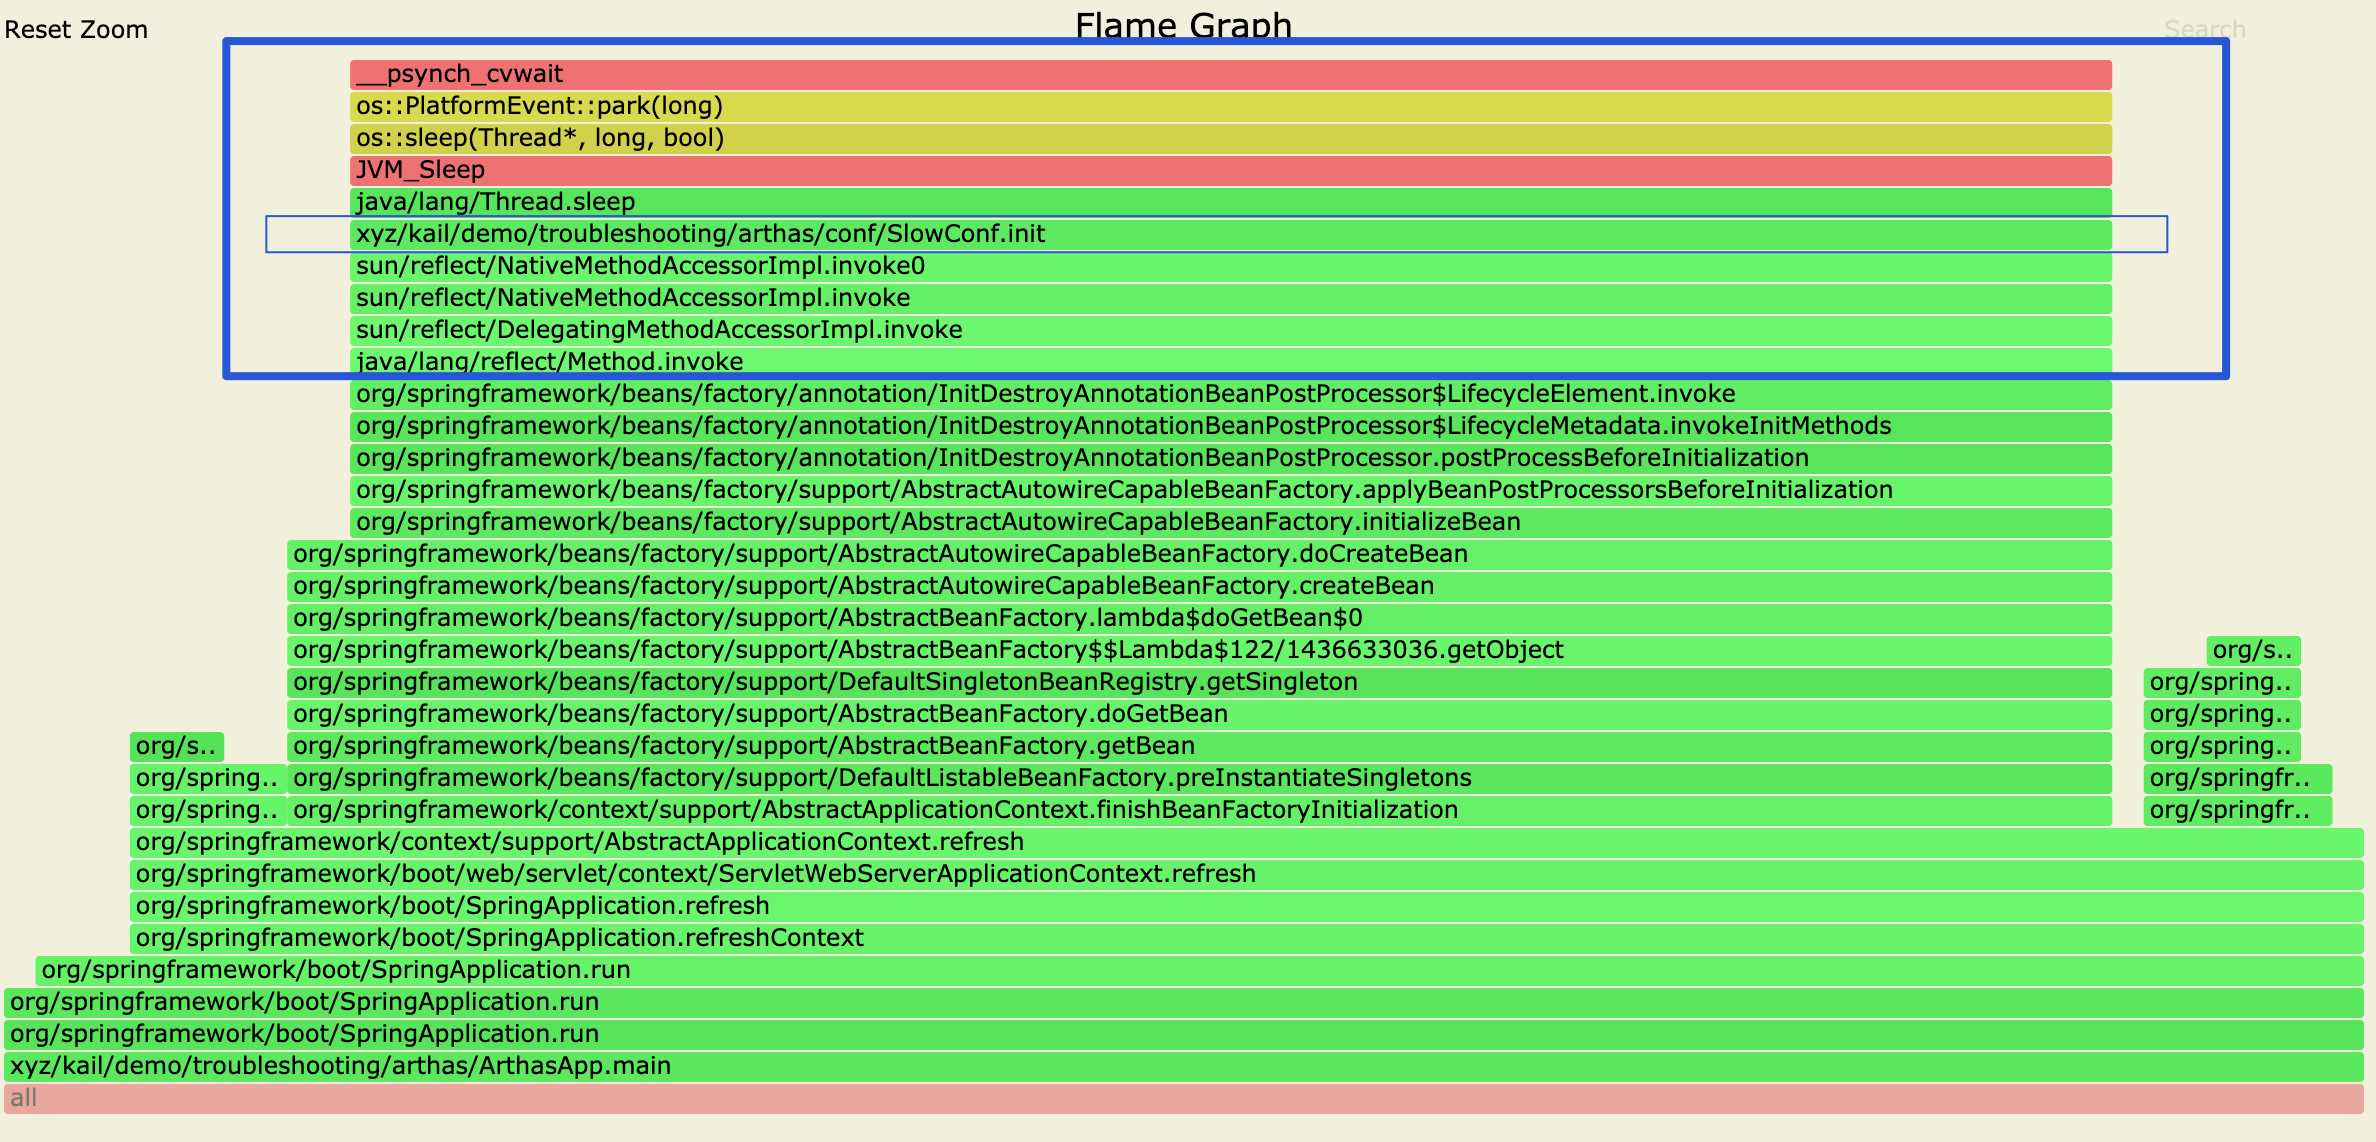 Flame Graph
Reset Zoom
Search
__psynch_cvwait
os::PlatformEvent::park(long)
os::sleep(Thread*, long, bool)
JVM_Sleep
java/lang/Thread.sleep
xyz/kail/demo/troubleshooting/arthas/conf/SlowConf.init
sun/reflect/NativeMethodAccessorImpl.invoke0
sun/reflect/NativeMethodAccessorImpl.invoke
sun/reflect/DelegatingMethodAccessorImpl.invoke
java/lang/reflect/Method.invoke
org/springframework/beans/factory/annotation/InitDestroyAnnotationBeanPostProcessor$LifecycleElement.invoke
org/springframework/beans/factory/annotation/InitDestroyAnnotationBeanPostProcessor$LifecycleMetadata.invokeInitMethods
org/springframework/beans/factory/annotation/InitDestroyAnnotationBeanPostProcessor.postProcessBeforeInitialization
org/springframework/beans/factory/support/AbstractAutowireCapableBeanFactory.applyBeanPostProcessorsBeforeInitialization
org/springframework/beans/factory/support/AbstractAutowireCapableBeanFactory.initializeBean
org/springframework/beans/factory/support/AbstractAutowireCapableBeanFactory.doCreateBean
org/springframework/beans/factory/support/AbstractAutowireCapableBeanFactory.createBean
org/springframework/beans/factory/support/AbstractBeanFactory.lambda$doGetBean$0
org/springframework/beans/factory/support/AbstractBeanFactory$$Lambda$122/1436633036.getObject org/s..
org/springframework/beans/factory/support/DefaultSingletonBeanRegistry.getSingleton org/spring..
org/springframework/beans/factory/support/AbstractBeanFactory.doGetBean org/spring..
org/s.. org/springframework/beans/factory/support/AbstractBeanFactory.getBean org/spring..
org/spring.. org/springframework/beans/factory/support/DefaultListableBeanFactory.preInstantiateSingletons org/springfr..
org/spring.. org/springframework/context/support/AbstractApplicationContext.finishBeanFactoryInitialization org/springfr..
org/springframework/context/support/AbstractApplicationContext.refresh
org/springframework/boot/web/servlet/context/ServletWebServerApplicationContext.refresh
org/springframework/boot/SpringApplication.refresh
org/springframework/boot/SpringApplication.refreshContext
org/springframework/boot/SpringApplication.run
org/springframework/boot/SpringApplication.run
org/springframework/boot/SpringApplication.run
xyz/kail/demo/troubleshooting/arthas/ArthasApp.main
all